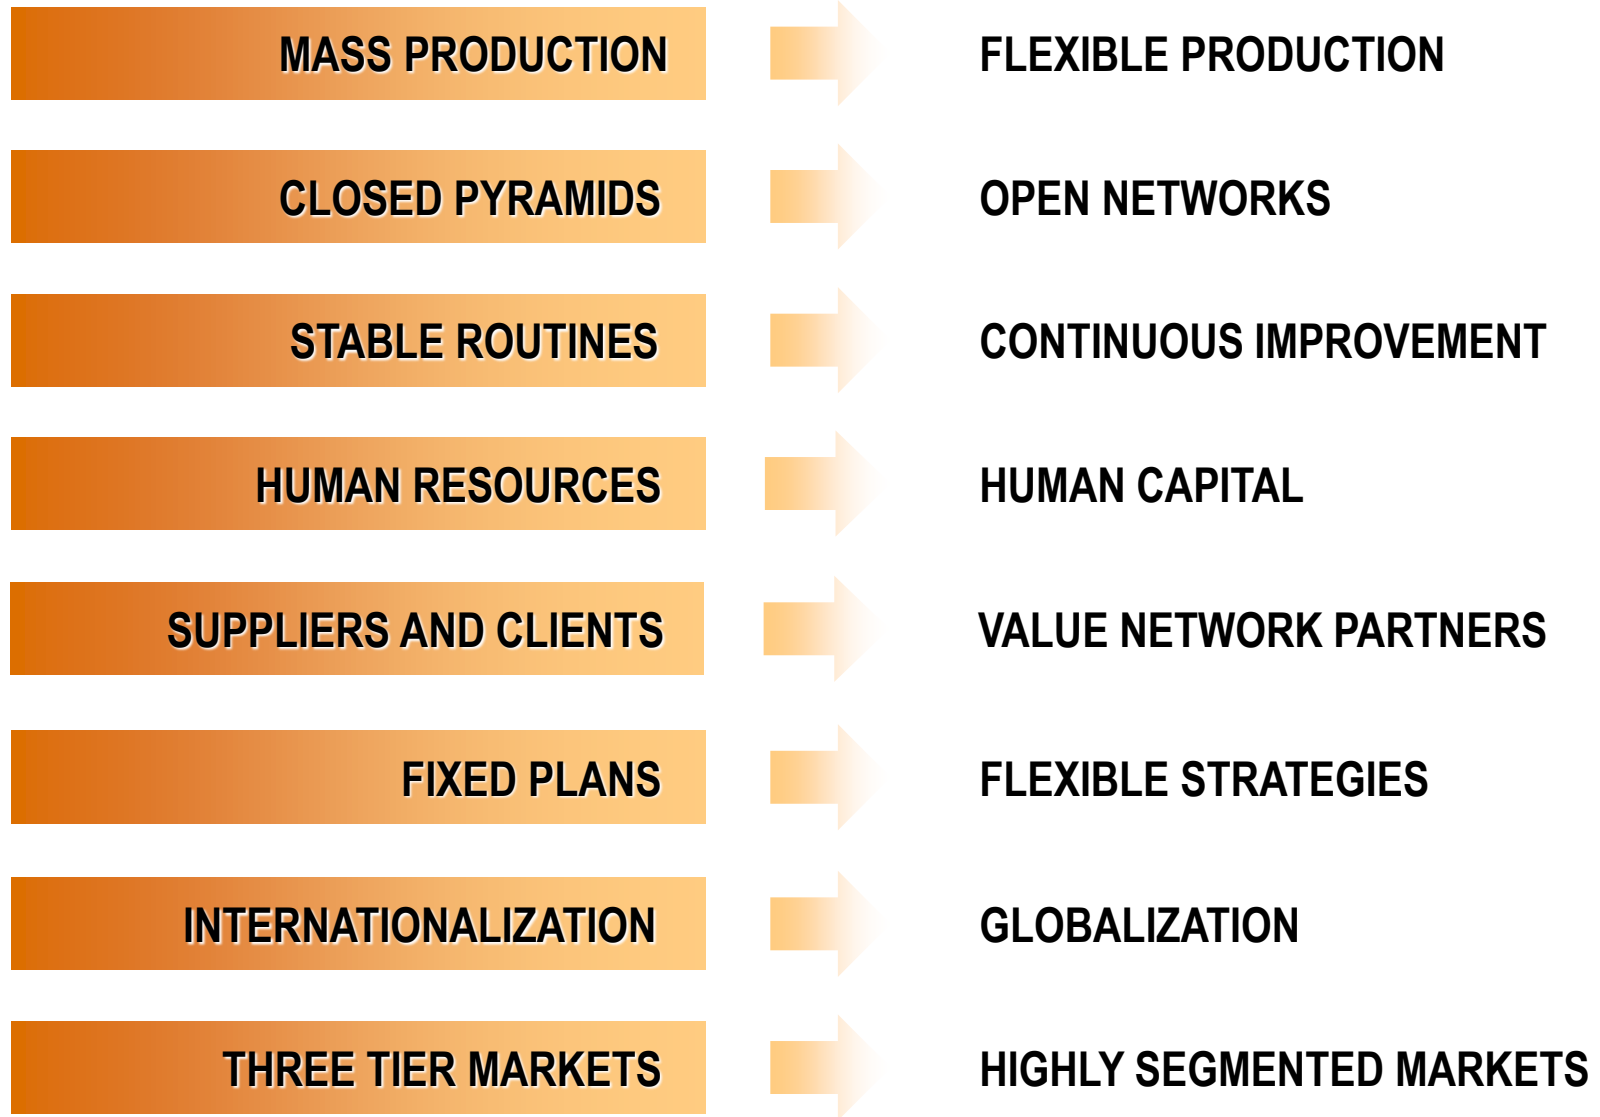 MASS PRODUCTION FLEXIBLE PRODUCTION
CLOSED PYRAMIDS OPEN NETWORKS
STABLE ROUTINES CONTINUOUS IMPROVEMENT
HUMAN RESOURCES HUMAN CAPITAL
SUPPLIERS AND CLIENTS VALUE NETWORK PARTNERS
FIXED PLANS FLEXIBLE STRATEGIES
INTERNATIONALIZATION GLOBALIZATION
THREE TIER MARKETS HIGHLY SEGMENTED MARKETS